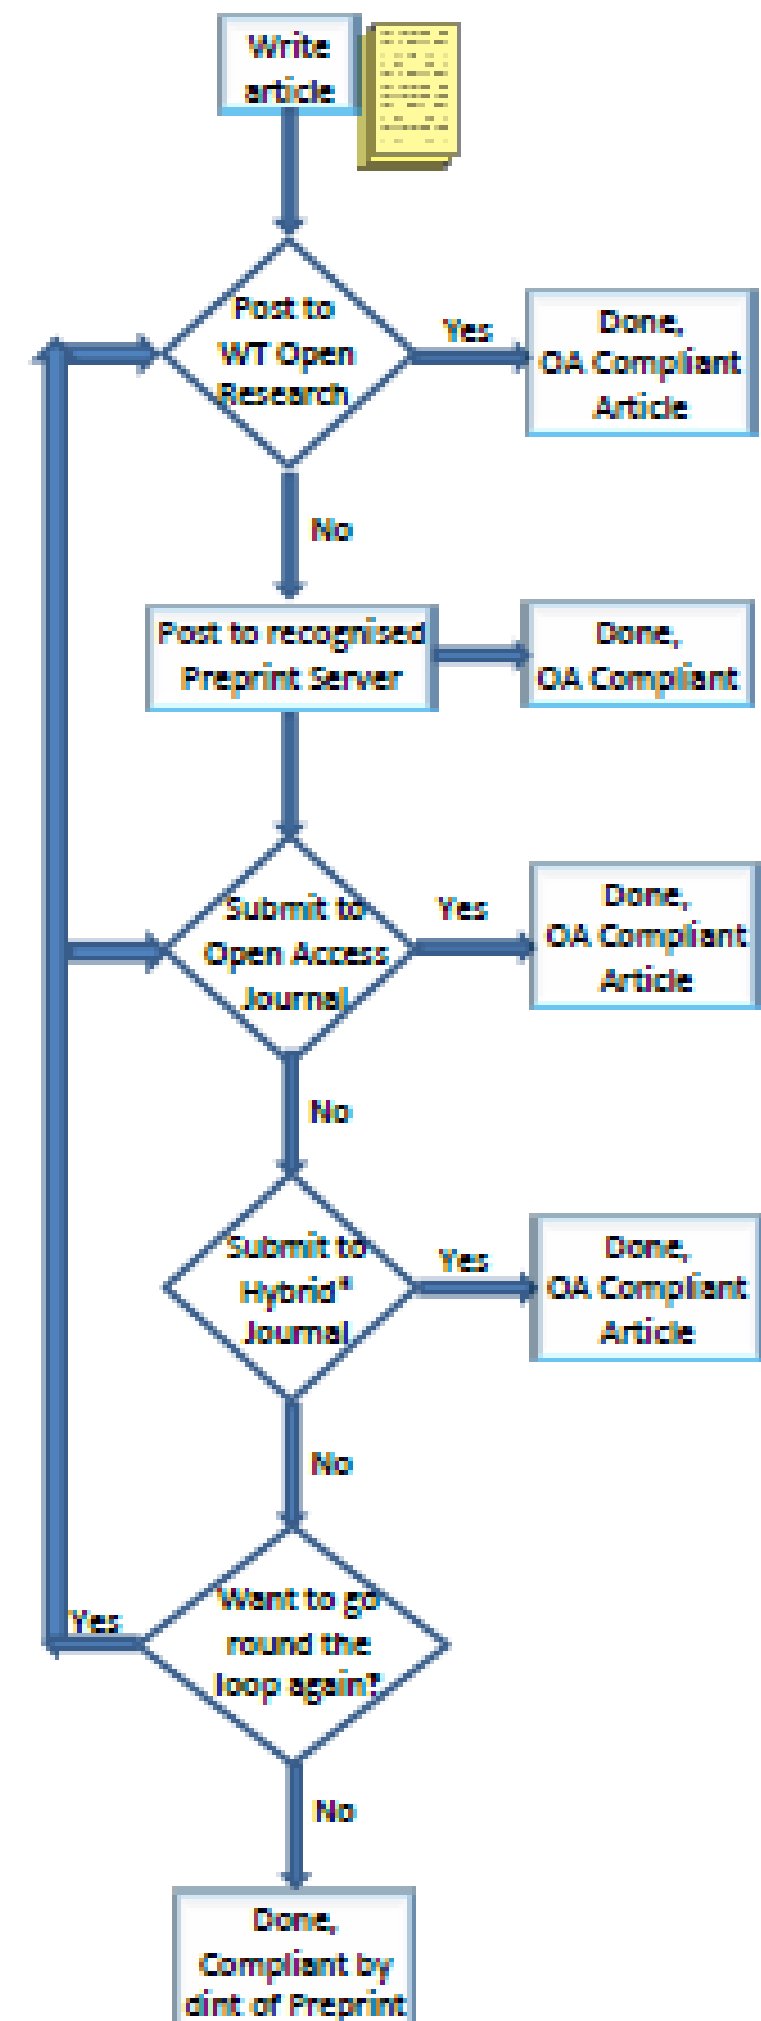 Write
article
Post to
WT Open
Research
Yes
Done,
OA Compliant
Article
No
Post to recognised
Preprint Server
Done,
OA Compliant
Submit to
Open Access
Journal
Yes
Done,
OA Compliant
Article
No
Submit to
Hybrid*
Journal
Yes
Done,
OA Compliant
Article
No
Want to go
round the
loop again?
Yes
No
Done,
Compliant by
dint of Preprint